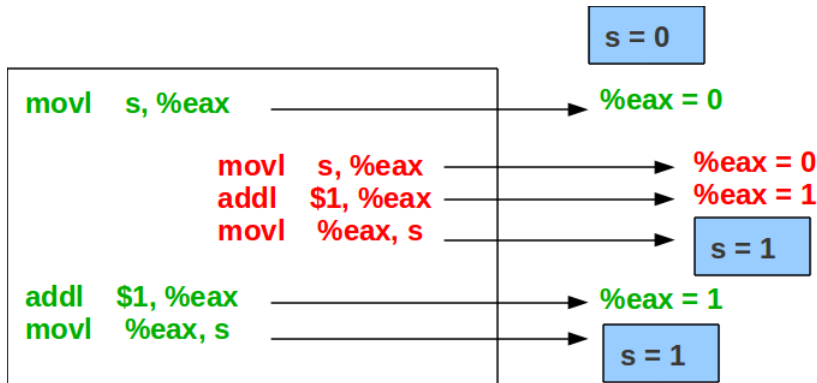 s = 0
movl s, %eax %eax = 0
movl s, %eax %eax = 0
addl $1, %eax %eax = 1
movl %eax, s s = 1
addl $1, %eax %eax = 1
movl %eax, s s = 1